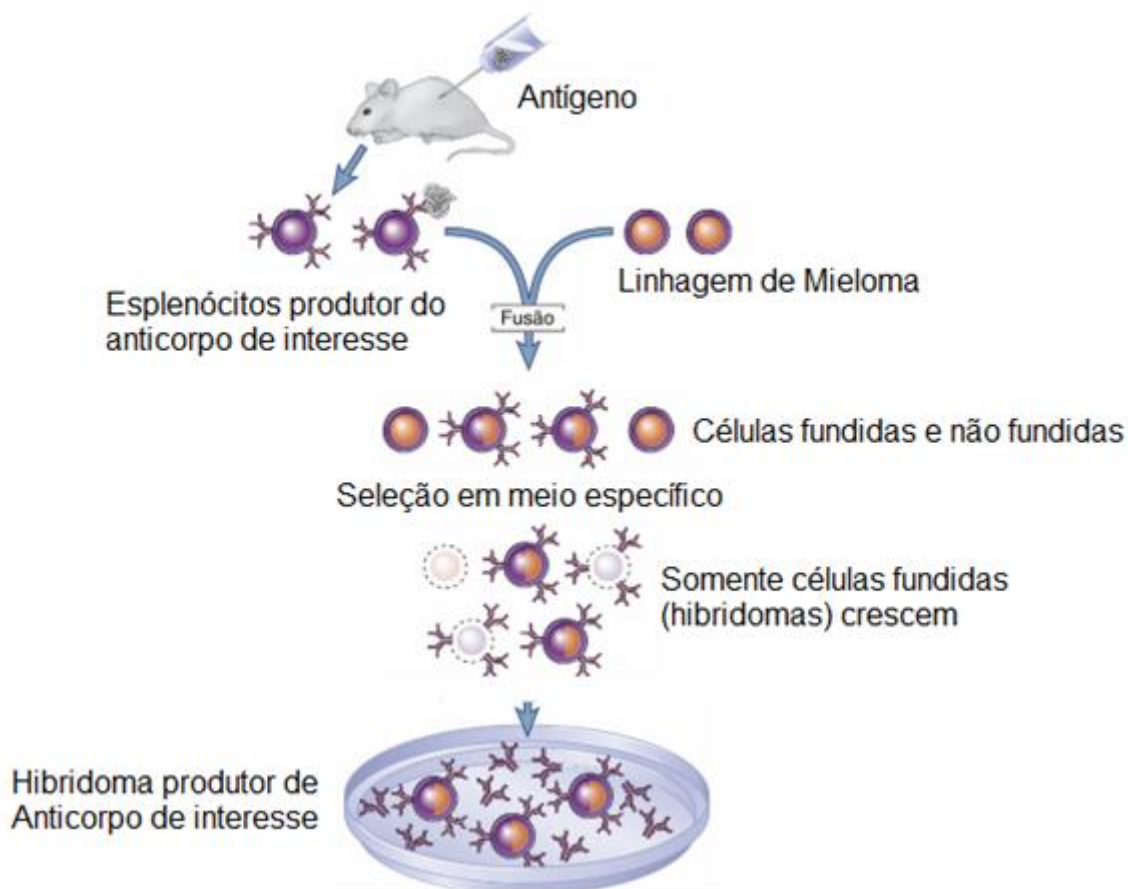 Antígeno
Esplenócitos produtor do
anticorpo de interesse
Linhagem de Mieloma
Fusão
Células fundidas e não fundidas
Seleção em meio específico
Somente células fundidas
(hibridomas) crescem
Hibridoma produtor de
Anticorpo de interesse